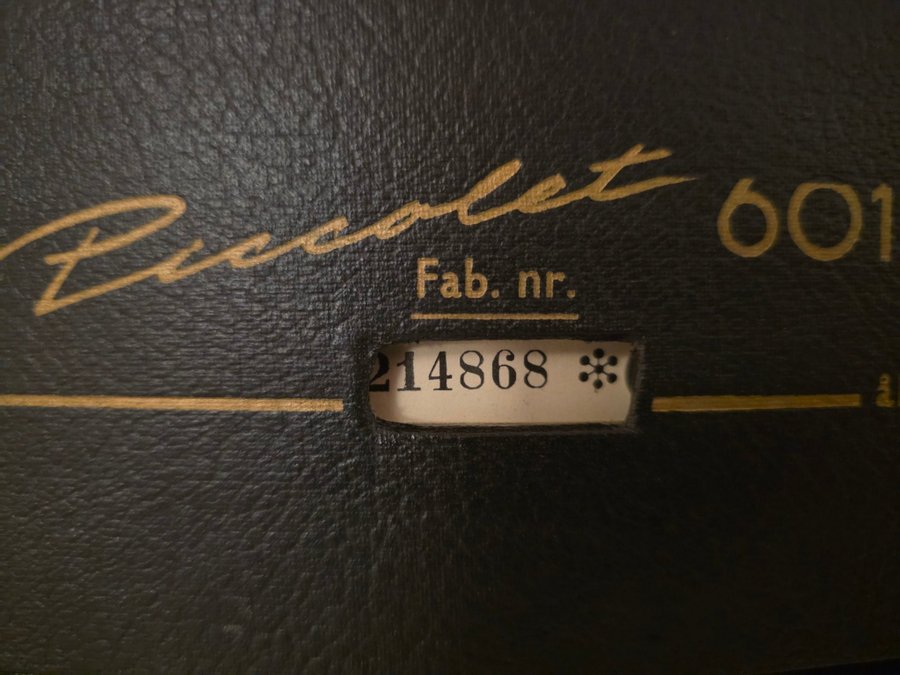 Piccolet 601
Fab. nr.
214868 *